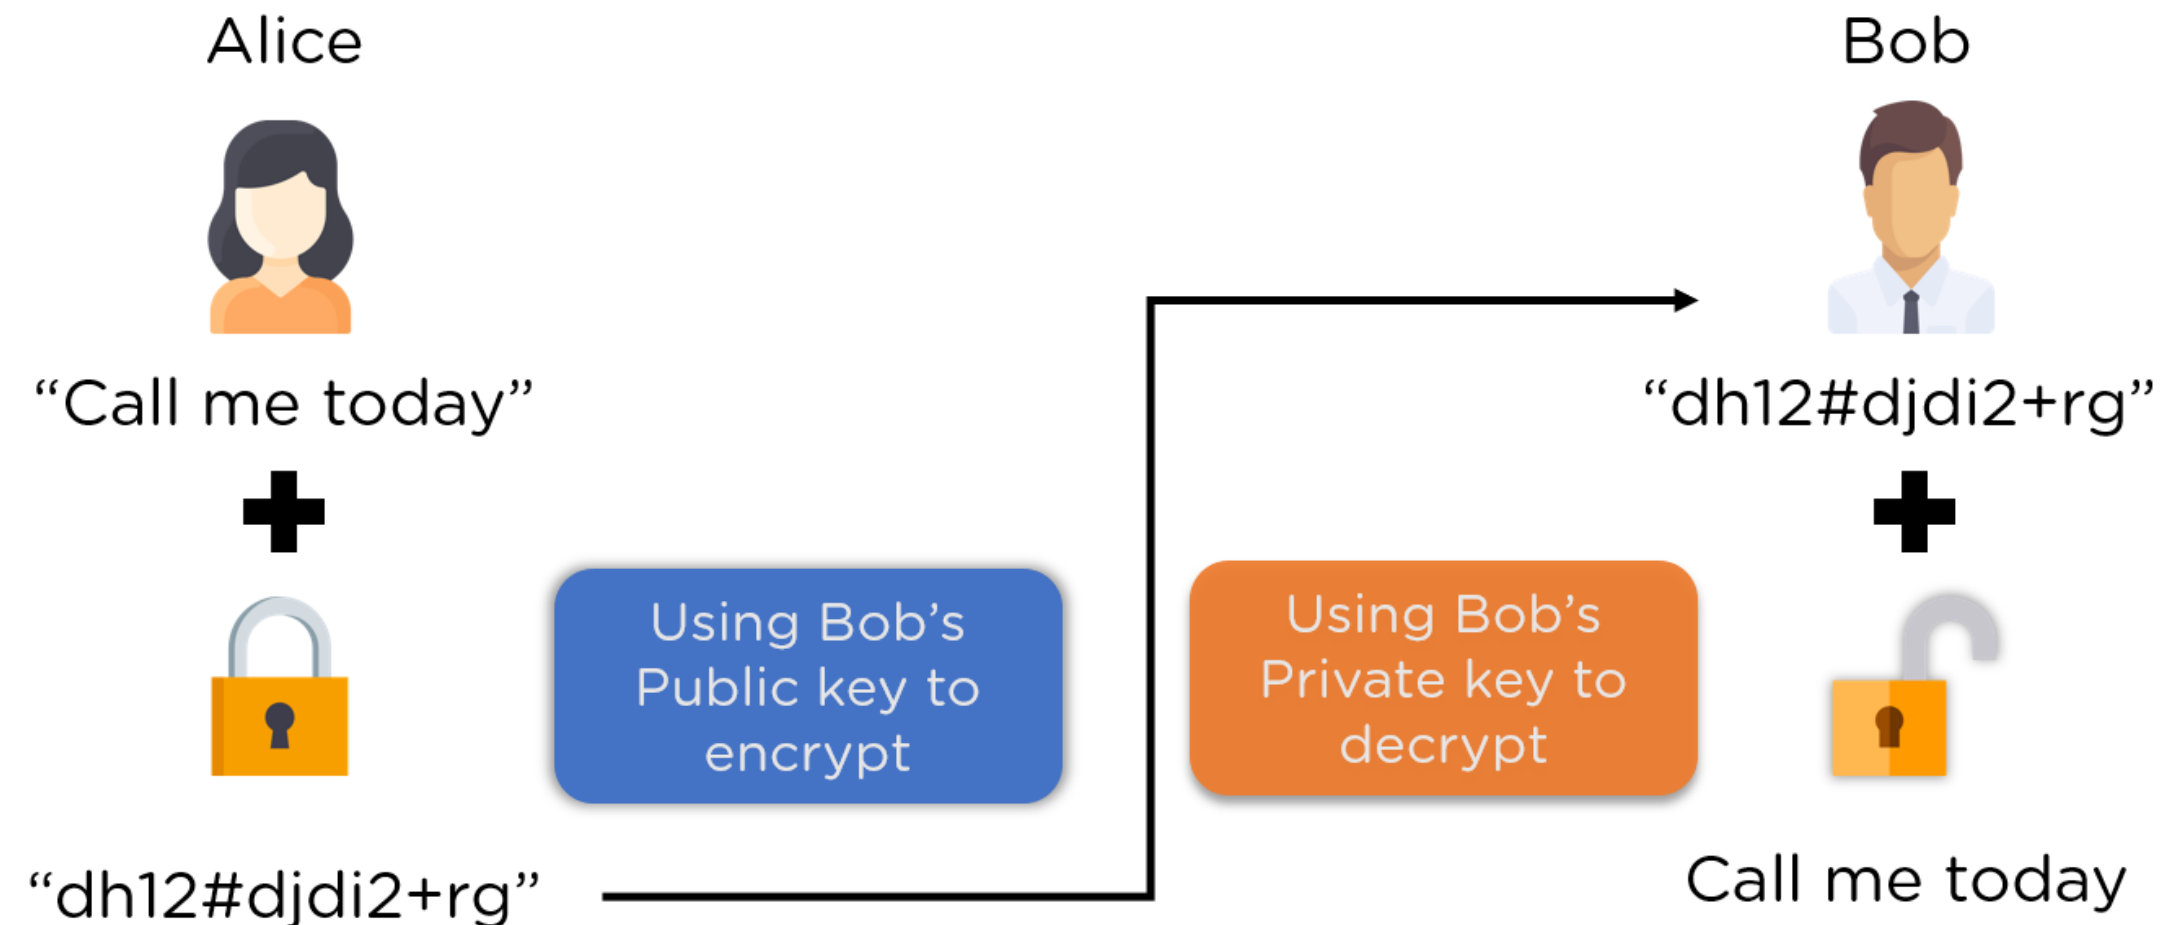 Alice
“Call me today”
Using Bob’s
Public key to
encrypt
“dh12#djdi2+rg”
Bob
“dh12#djdi2+rg”
Using Bob’s
Private key to
decrypt
Call me today